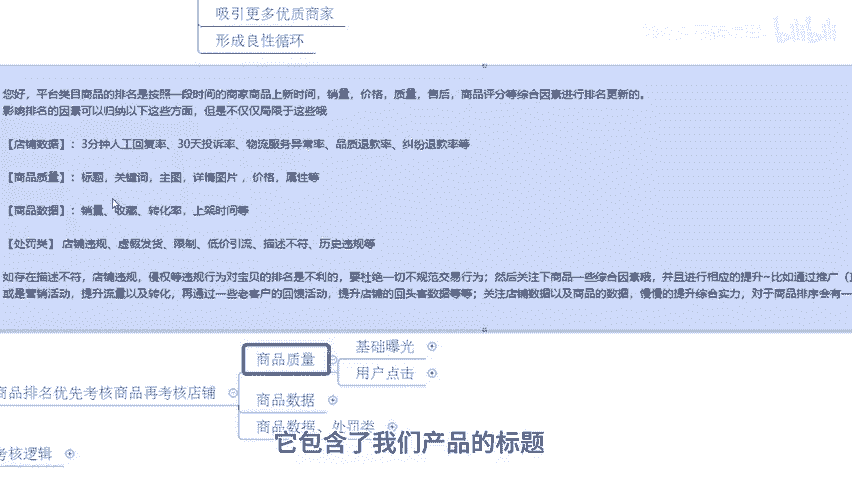 吸引更多优质商家
形成良性循环
bilibili
您好，平台类目商品的排名是按照一段时间的商家商品上新时间，销量，价格，质量，售后，商品评分等综合因素进行排名更新的。
影响排名的因素可以归纳以下这些方面，但是不仅仅局限于这些哦
【店铺数据】：3分钟人工回复率、30天投诉率、物流服务异常率、品质退款率、纠纷退款率等
【商品质量】：标题，关键词，主图，详情图片，价格，属性等
【商品数据】：销量、收藏、转化率，上架时间等
【处罚类】 店铺违规、虚假发货、限制、低价引流、描述不符、历史违规等
如存在描述不符，店铺违规，侵权等违规行为对宝贝的排名是不利的，要杜绝一切不规范交易行为；然后关注下商品一些综合因素哦，并且进行相应的提升~比如通过推广
或是营销活动，提升流量以及转化，再通过一些老客户的回馈活动，提升店铺的回头客数据等等；关注店铺数据以及商品的数据，慢慢的提升综合实力，对于商品排序会有一
商品质量
基础曝光
用户点击
商品排名优先考核商品再考核店铺
商品数据
商品数据、处罚类
考核逻辑
它包含了我们产品的标题